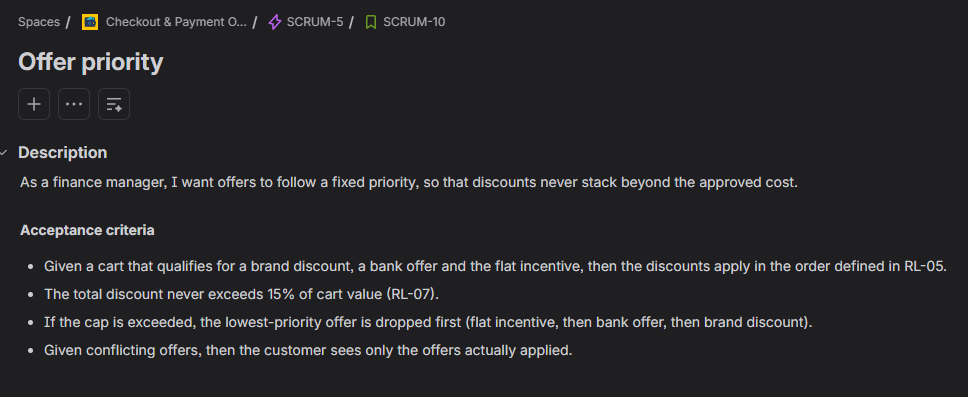 Spaces / Checkout & Payment O... / SCRUM-5 / SCRUM-10
Offer priority
Description
As a finance manager, I want offers to follow a fixed priority, so that discounts never stack beyond the approved cost.
Acceptance criteria
• Given a cart that qualifies for a brand discount, a bank offer and the flat incentive, then the discounts apply in the order defined in RL-05.
• The total discount never exceeds 15% of cart value (RL-07).
• If the cap is exceeded, the lowest-priority offer is dropped first (flat incentive, then bank offer, then brand discount).
• Given conflicting offers, then the customer sees only the offers actually applied.